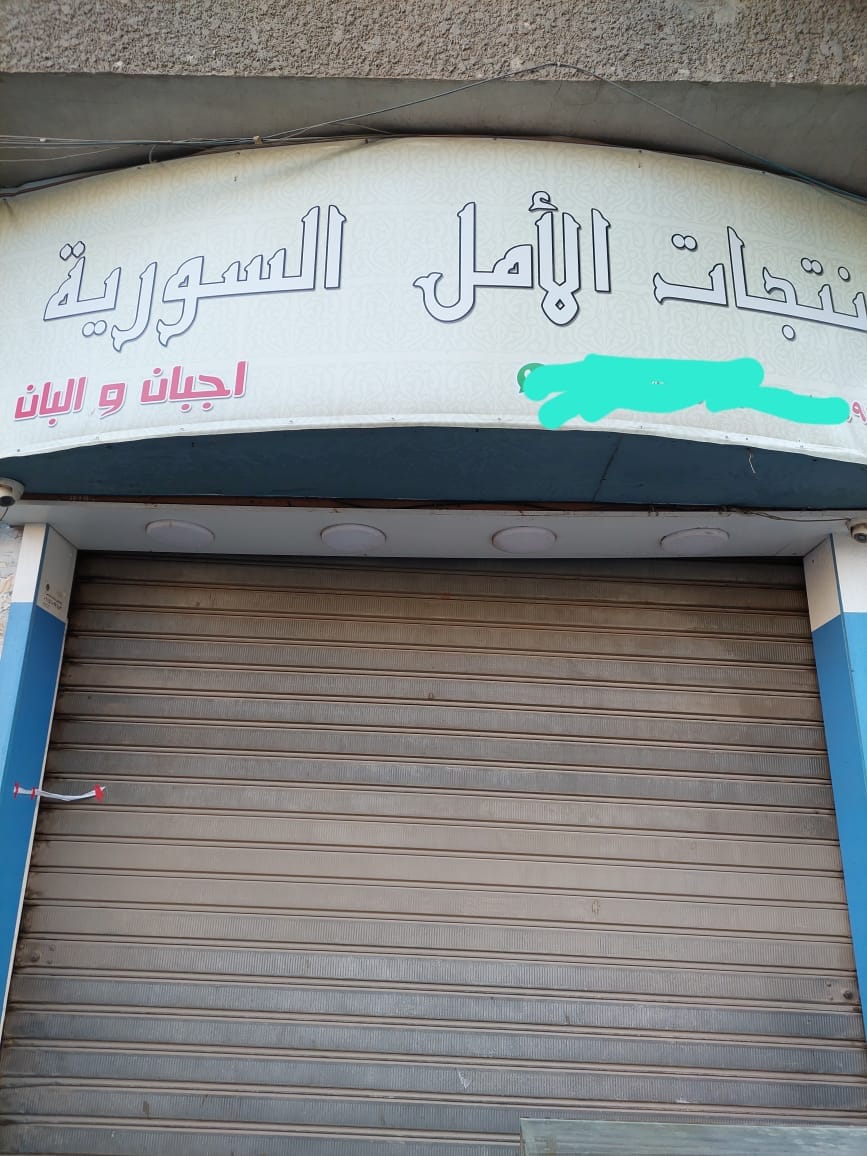 نتجات الأمل السورية
اجبان و البان